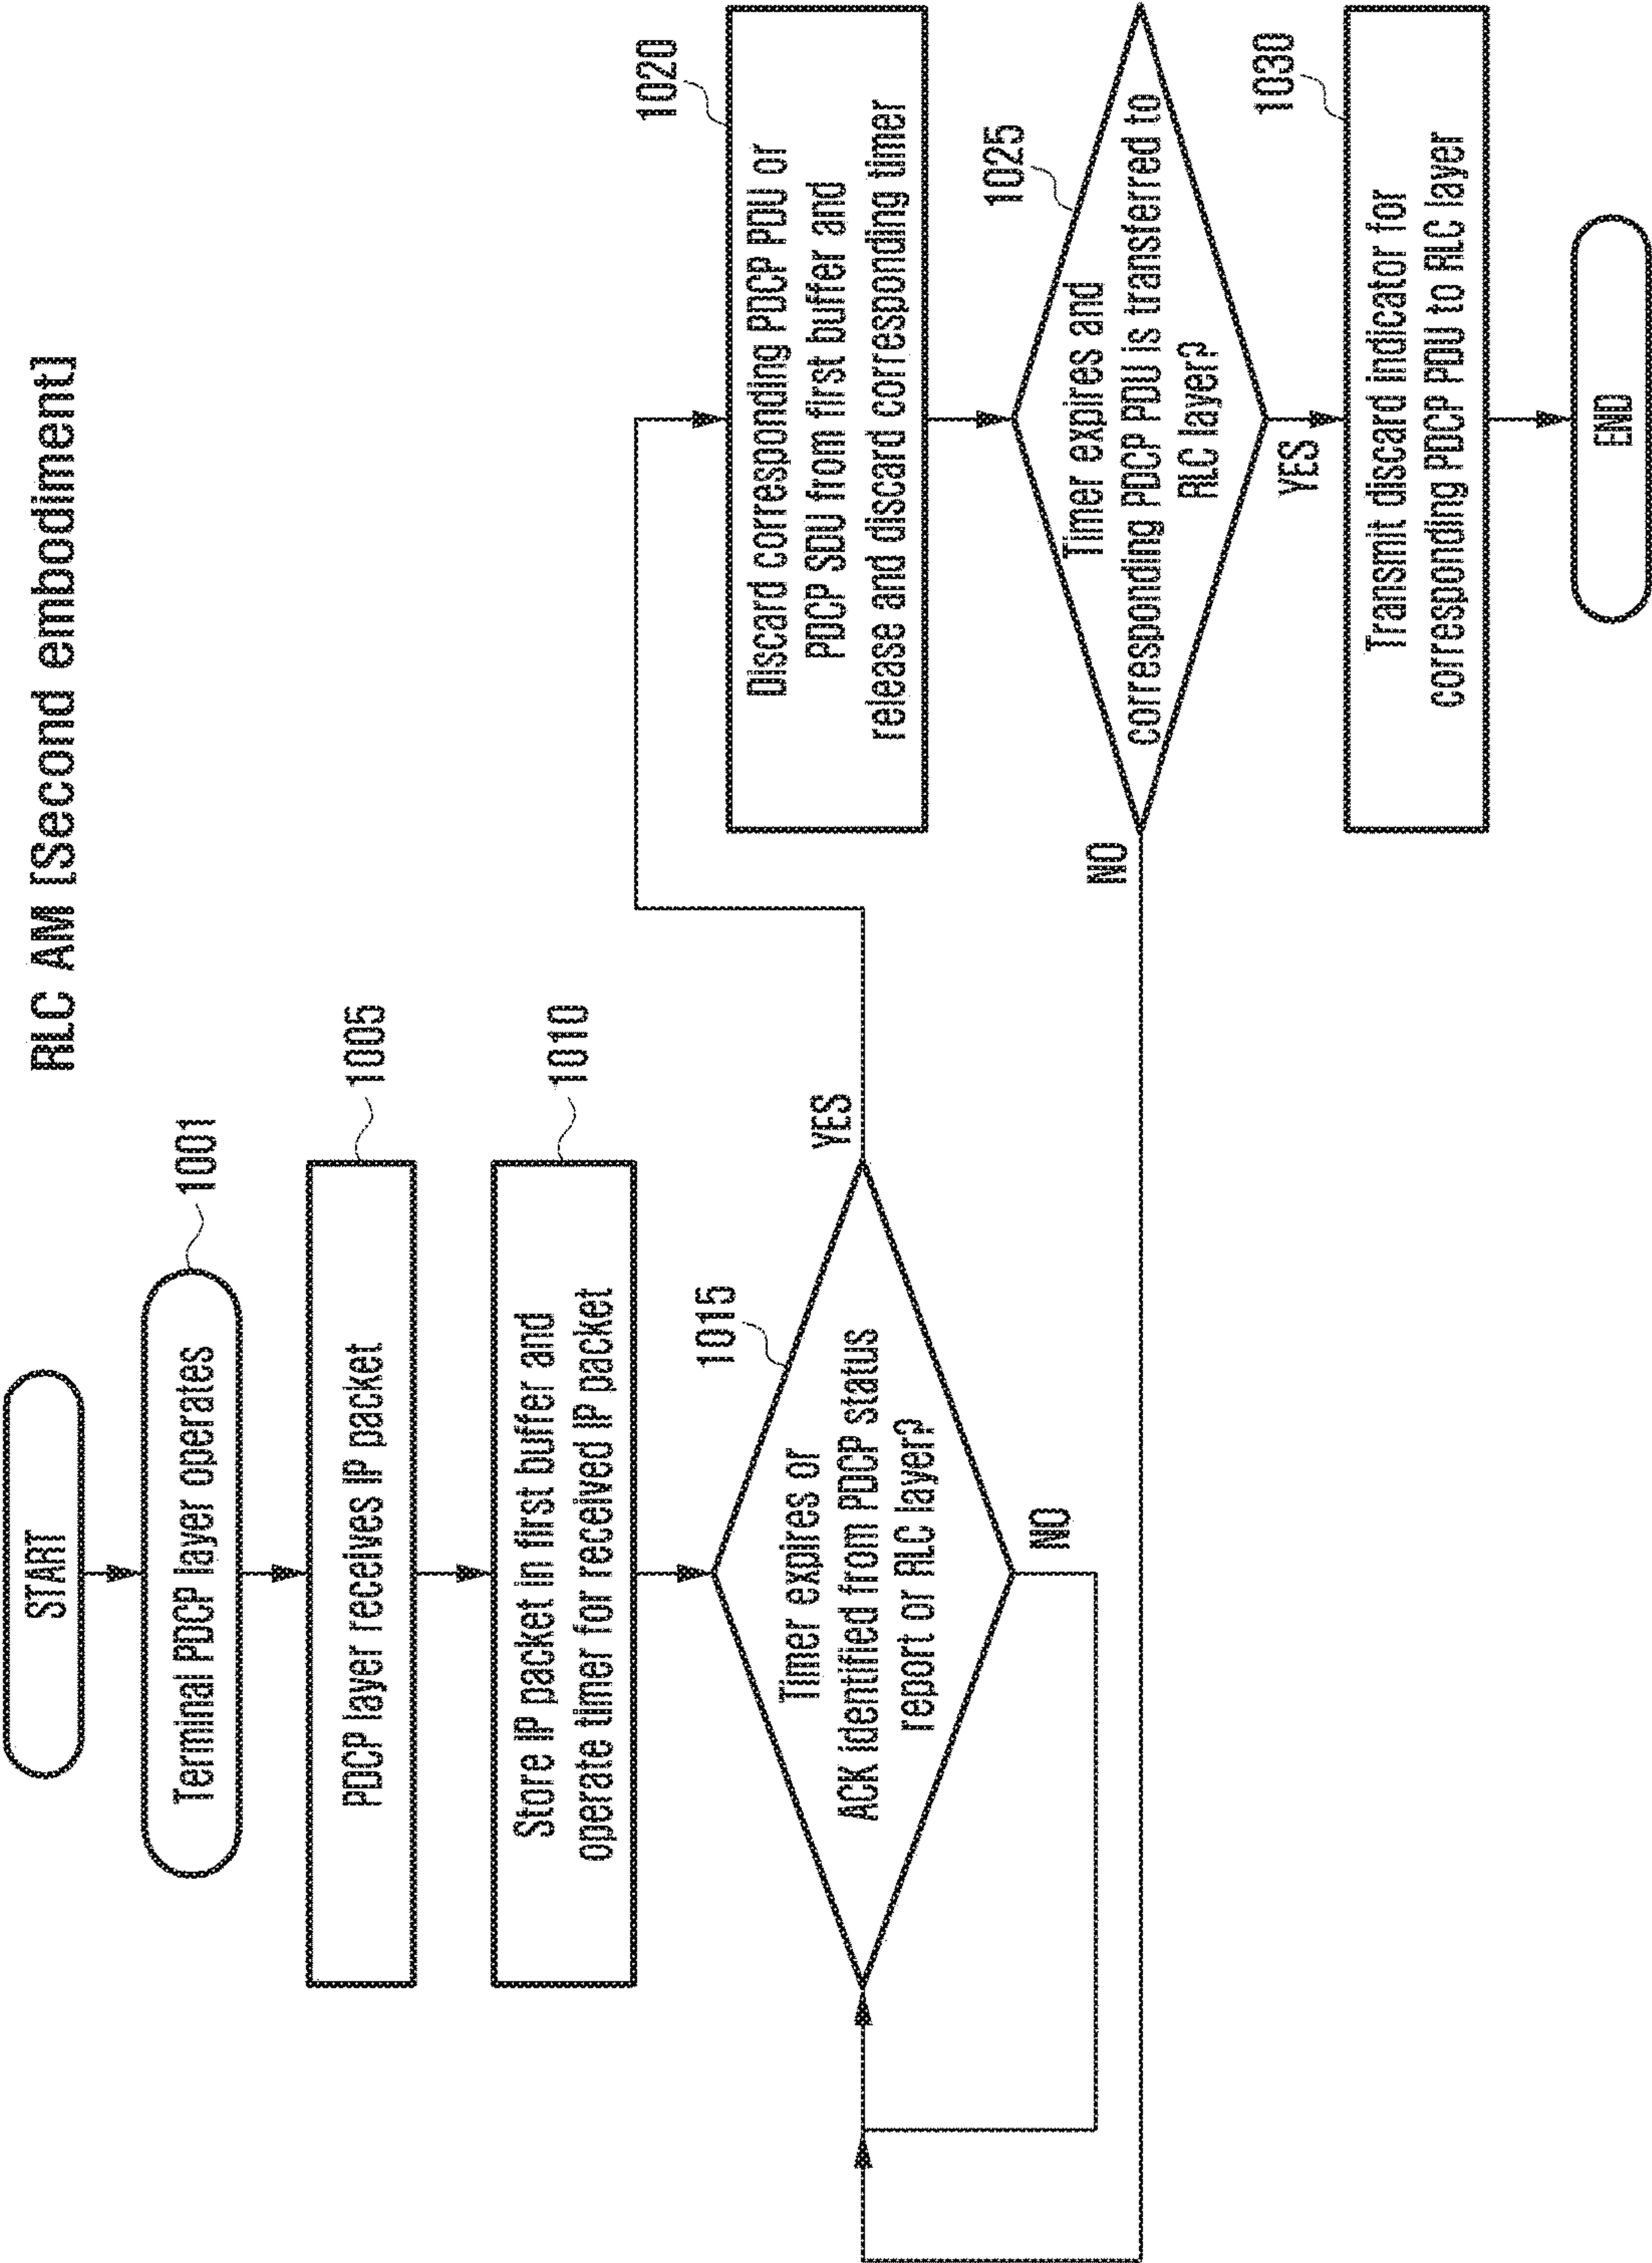 RLC AM [Second embodiment]
START
Terminal PDCP layer operates
1001
PDCP layer receives IP packet
1005
Store IP packet in first buffer and
operate timer for received IP packet
1010
Timer expires or
ACK identified from PDCP status
report or RLC layer?
1015
YES
NO
Discard corresponding PDCP PDU or
PDCP SDU from first buffer and
release and discard corresponding timer
1020
Timer expires and
corresponding PDCP PDU is transferred to
RLC layer?
1025
NO
YES
Transmit discard indicator for
corresponding PDCP PDU to RLC layer
1030
END